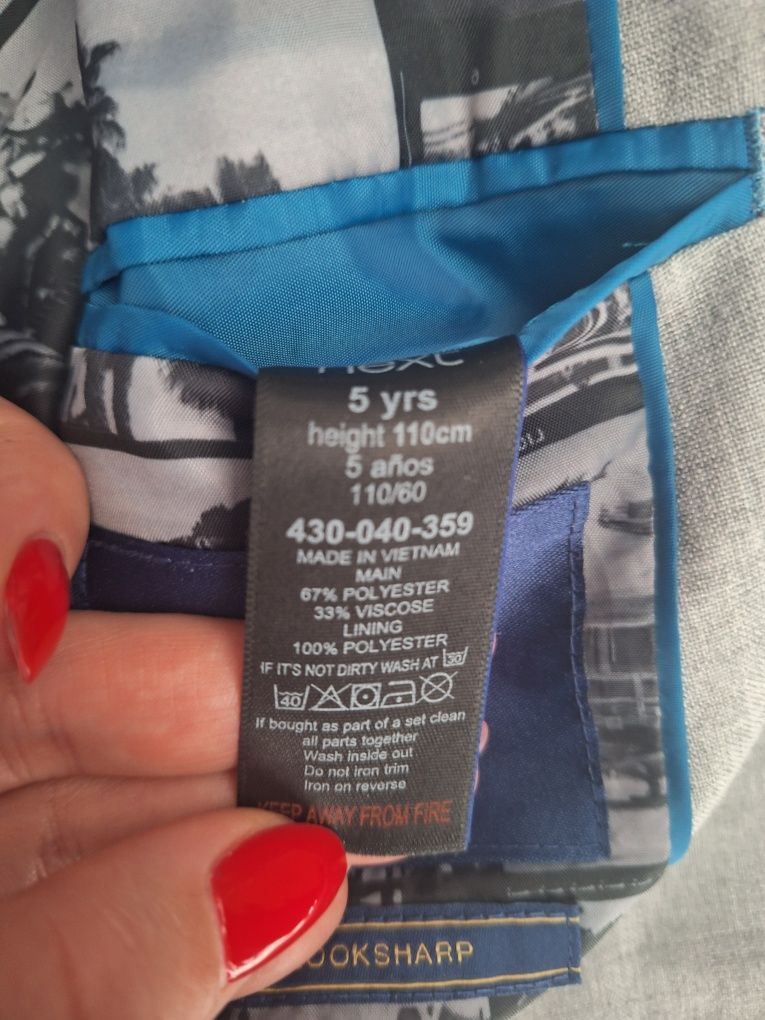 next
5 yrs
height 110cm
5 años
110/60
430-040-359
MADE IN VIETNAM
MAIN
67% POLYESTER
33% VISCOSE
LINING
100% POLYESTER
IF IT'S NOT DIRTY WASH AT 30
40
If bought as part of a set clean
all parts together
Wash inside out
Do not iron trim
Iron on reverse
KEEP AWAY FROM FIRE
OOKSHARP